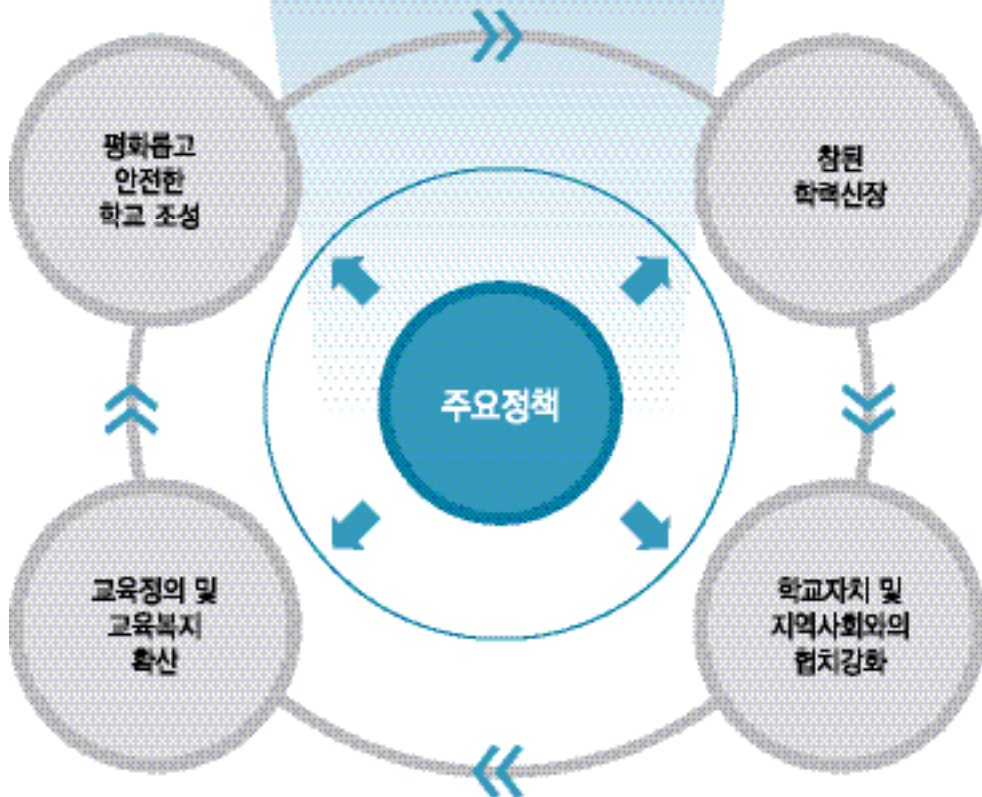 평화롭고
안전한
학교 조성
참된
학력신장
주요정책
교육정의 및
교육복지
확산
학교자치 및
지역사회와의
협치강화